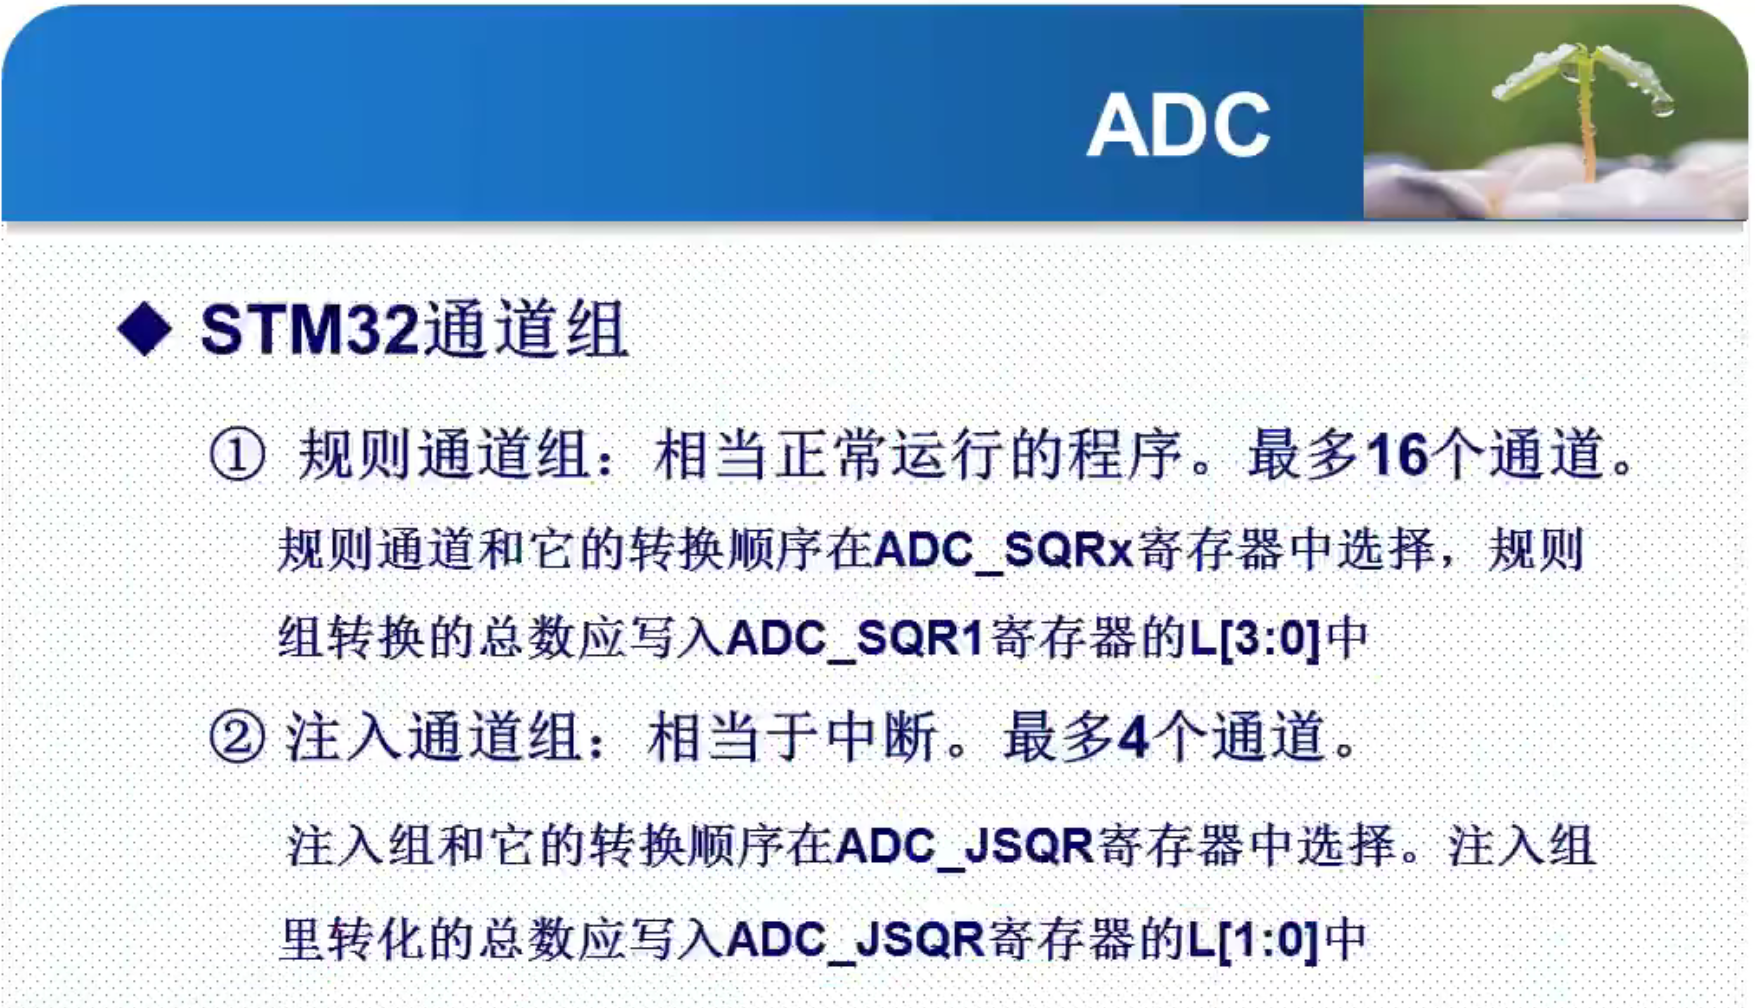 ADC
◆ STM32通道组
① 规则通道组：相当正常运行的程序。最多16个通道。
规则通道和它的转换顺序在ADC_SQRx寄存器中选择，规则
组转换的总数应写入ADC_SQR1寄存器的L[3:0]中
② 注入通道组：相当于中断。最多4个通道。
注入组和它的转换顺序在ADC_JSQR寄存器中选择。注入组
里转化的总数应写入ADC_JSQR寄存器的L[1:0]中